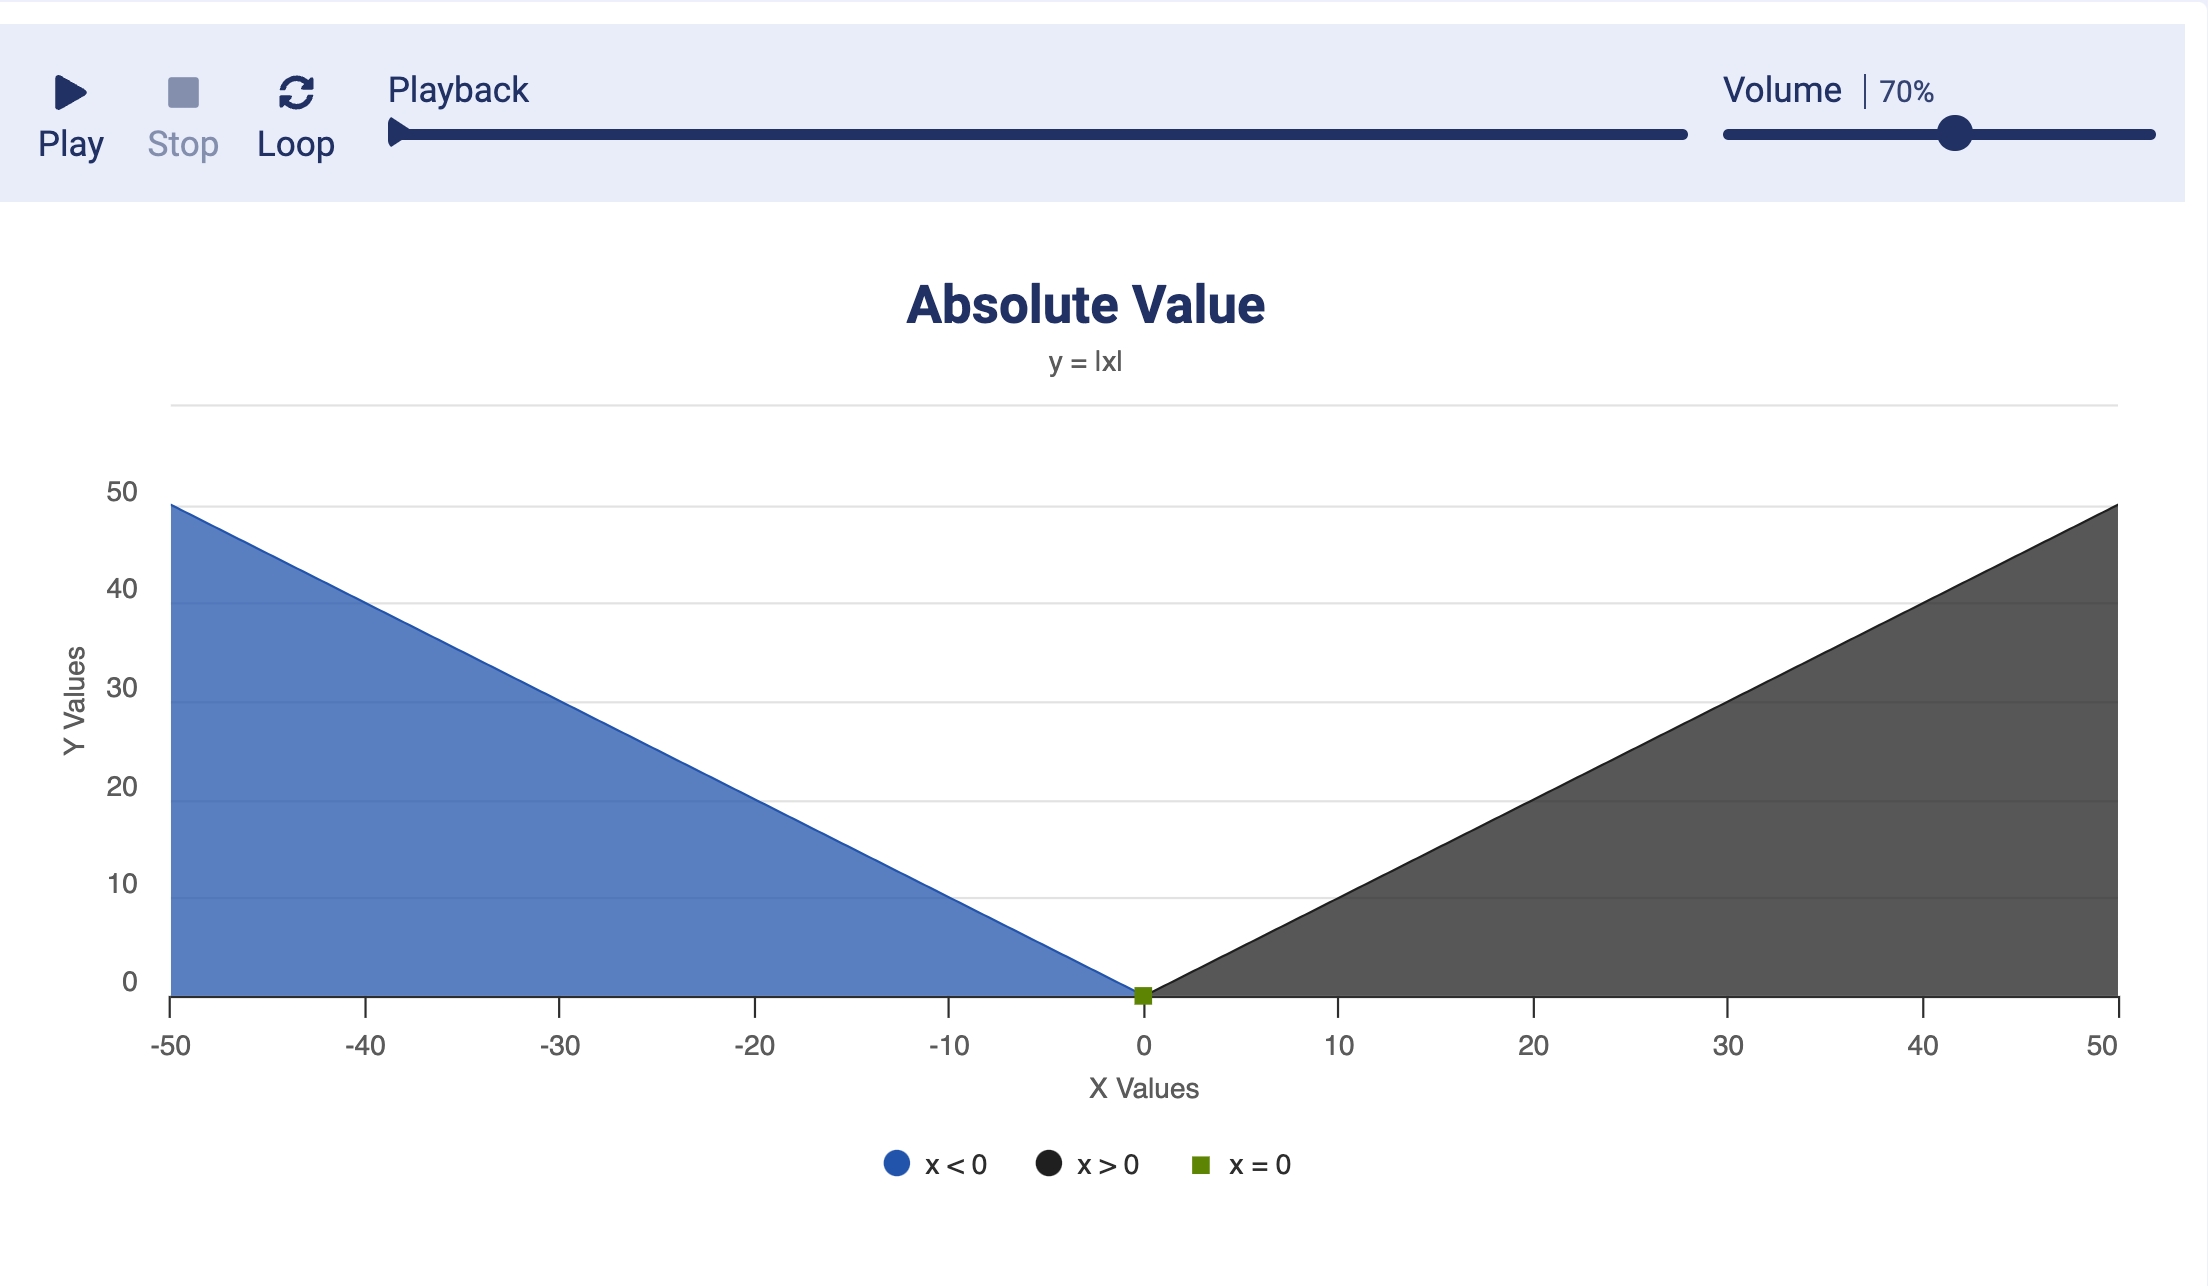 Playback
Volume | 70%
Play Stop Loop
Absolute Value
y = |x|
50
40
30
20
10
0
Y Values
-50 -40 -30 -20 -10 0 10 20 30 40 50
X Values
x < 0 x > 0 x = 0